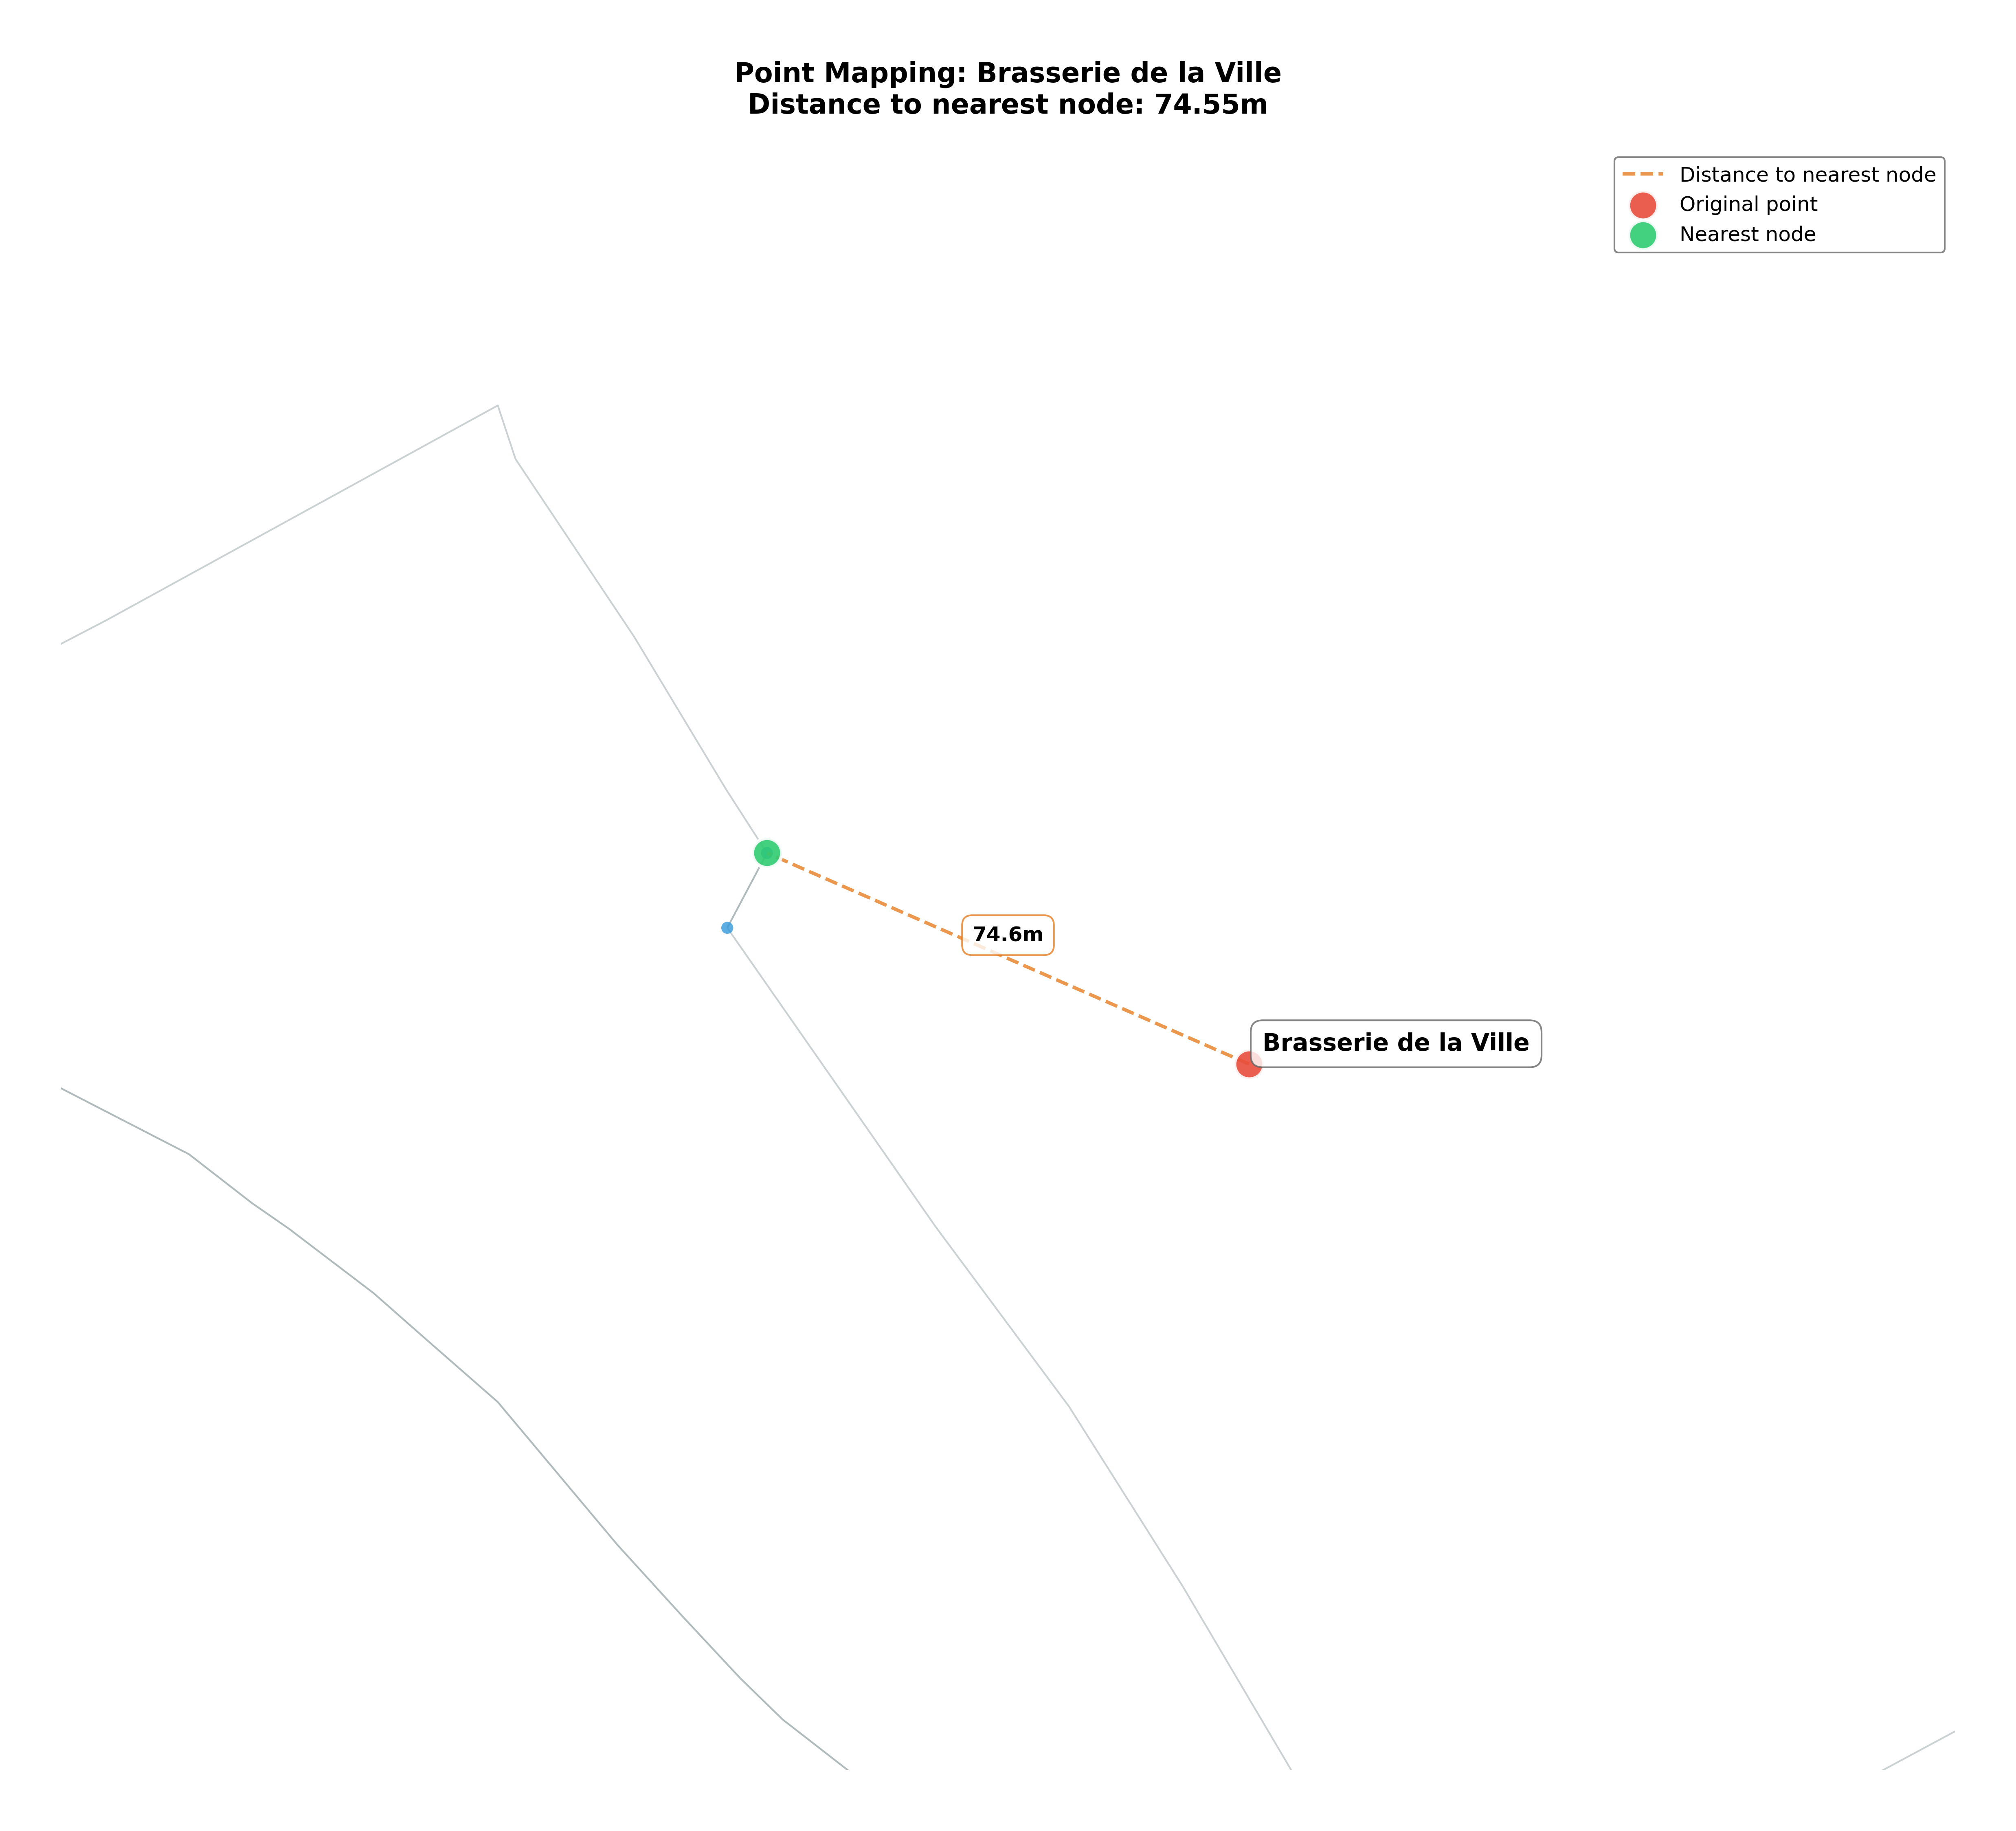 Point Mapping: Brasserie de la Ville
Distance to nearest node: 74.55m
Distance to nearest node
Original point
Nearest node
74.6m
Brasserie de la Ville